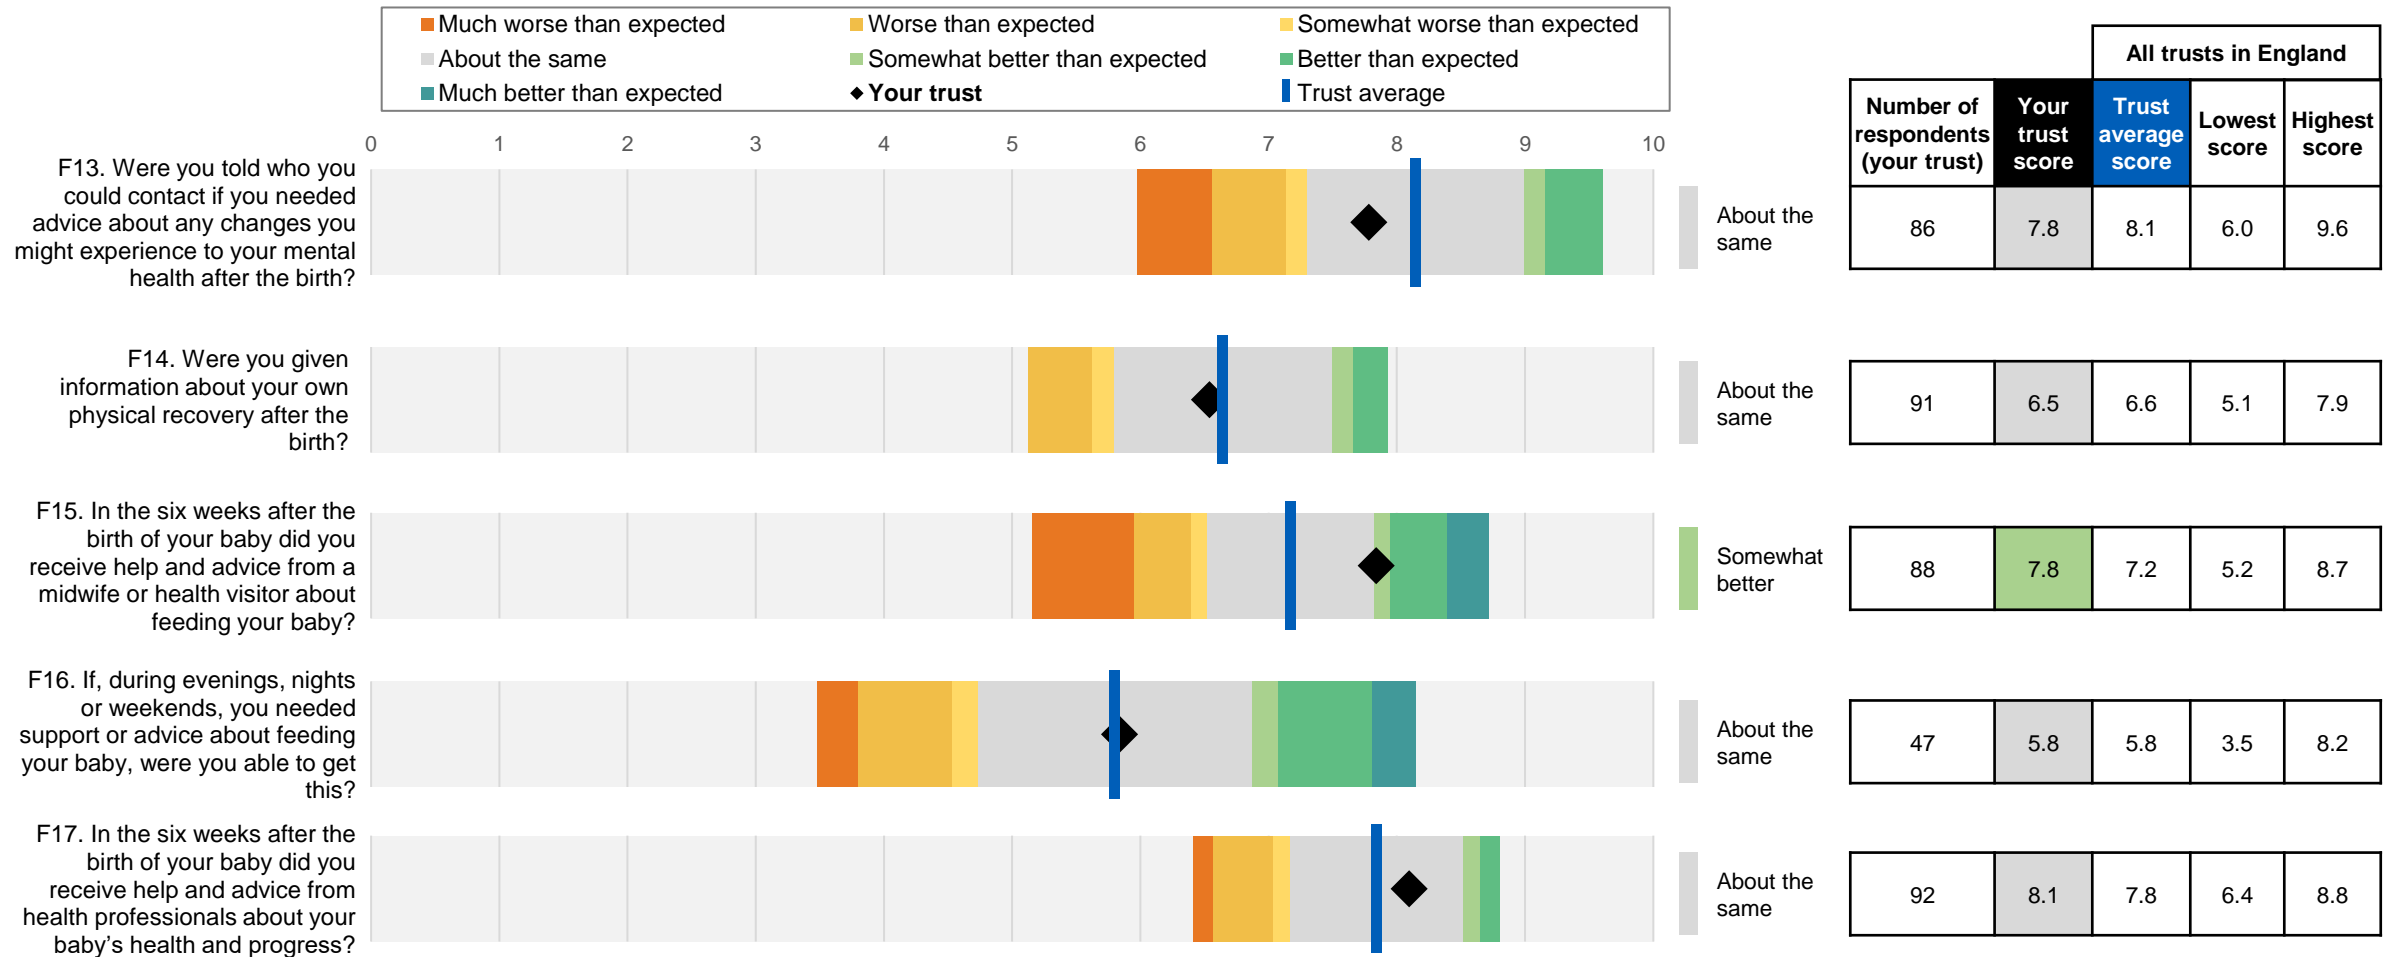 Much worse than expected
Worse than expected
Somewhat worse than expected
About the same
Somewhat better than expected
Better than expected
Much better than expected
Your trust
Trust average
All trusts in England
Number of
respondents
(your trust)
Your
trust
score
Trust
average
score
Lowest
score
Highest
score
0 1 2 3 4 5 6 7 8 9 10
F13. Were you told who you
could contact if you needed
advice about any changes you
might experience to your mental
health after the birth?
About the
same
86 7.8 8.1 6.0 9.6
F14. Were you given
information about your own
physical recovery after the
birth?
About the
same
91 6.5 6.6 5.1 7.9
F15. In the six weeks after the
birth of your baby did you
receive help and advice from a
midwife or health visitor about
feeding your baby?
Somewhat
better
88 7.8 7.2 5.2 8.7
F16. If, during evenings, nights
or weekends, you needed
support or advice about feeding
your baby, were you able to get
this?
About the
same
47 5.8 5.8 3.5 8.2
F17. In the six weeks after the
birth of your baby did you
receive help and advice from
health professionals about your
baby’s health and progress?
About the
same
92 8.1 7.8 6.4 8.8